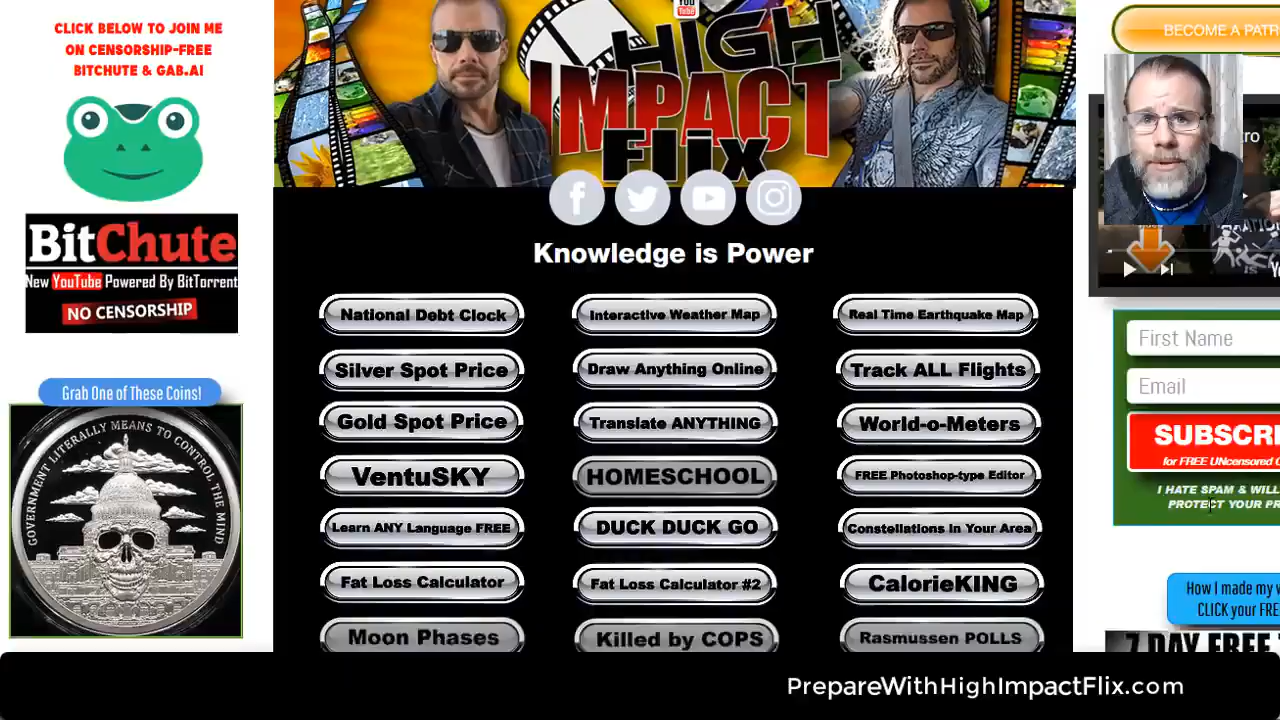 CLICK BELOW TO JOIN ME
ON CENSORSHIP-FREE
BITCHUTE & GAB.AI
BitChute
New YouTube Powered By BitTorrent
NO CENSORSHIP
Grab One of These Coins!
GOVERNMENT LITERALLY MEANS TO CONTROL THE MIND
You
Tube
HIGH
IMPACT
Flix
Knowledge is Power
National Debt Clock
Interactive Weather Map
Real Time Earthquake Map
Silver Spot Price
Draw Anything Online
Track ALL Flights
Gold Spot Price
Translate ANYTHING
World-o-Meters
VentuSKY
HOMESCHOOL
FREE Photoshop-type Editor
Learn ANY Language FREE
DUCK DUCK GO
Constellations in Your Area
Fat Loss Calculator
Fat Loss Calculator #2
CalorieKING
Moon Phases
Killed by COPS
Rasmussen POLLS
BECOME A PATR
First Name
Email
SUBSCRI
for FREE UNcensored
I HATE SPAM & WILL
PROTECT YOUR PR
How I made my
CLICK your FREE
7 DAY FREE
PrepareWithHighImpactFlix.com